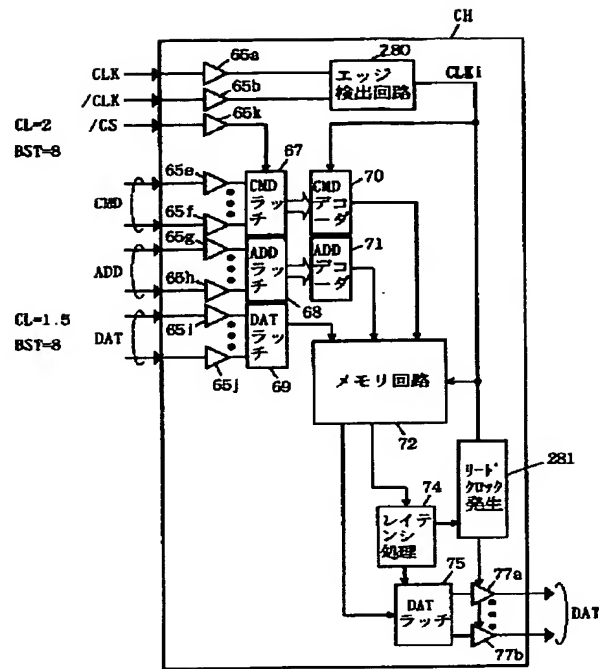 CH
280
CLK
65a
エッジ
検出回路
CLKi
/CLK
65b
CL=2
/CS
65k
BST=8
67
70
65e
CMD
ラッチ
CMD
デコーダ
CMD
65f
71
65g
ADD
ラッチ
ADD
デコーダ
ADD
65h
68
CL=1.5
65i
DAT
ラッチ
BST=8
DAT
65j
69
メモリ回路
72
281
リード
クロック
発生
74
レイテ
ンシ
処理
75
DAT
ラッチ
77a
DAT
77b